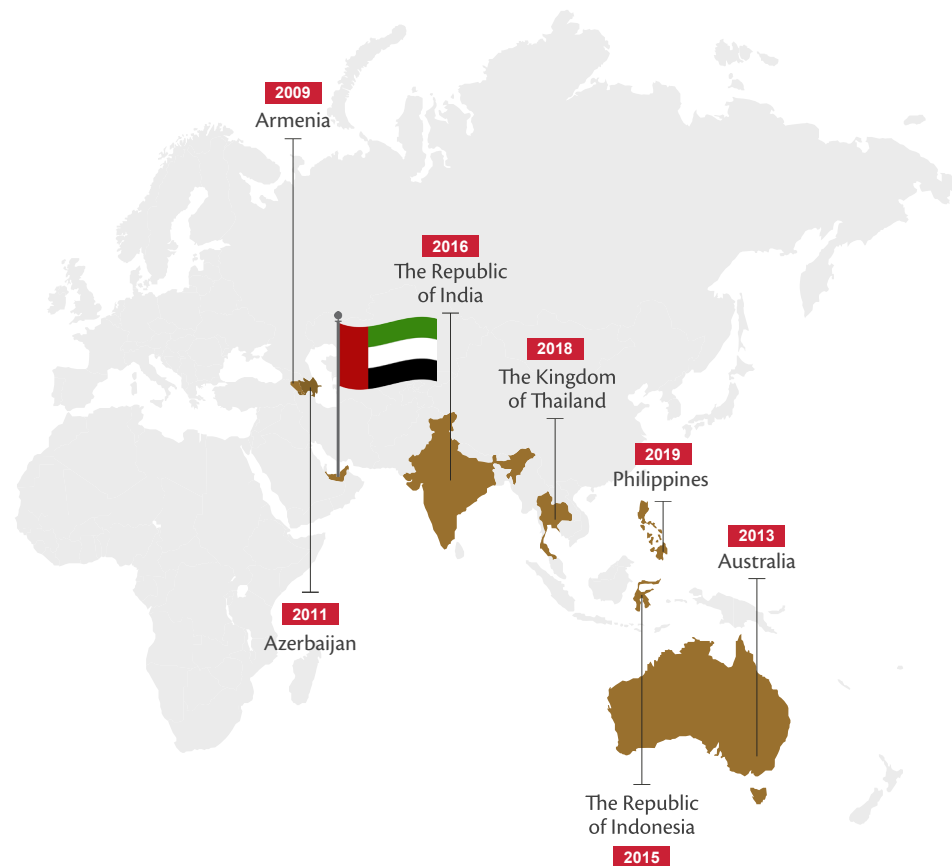 2009
Armenia
2016
The Republic
of India
2018
The Kingdom
of Thailand
2019
Philippines
2013
Australia
2011
Azerbaijan
The Republic
of Indonesia
2015